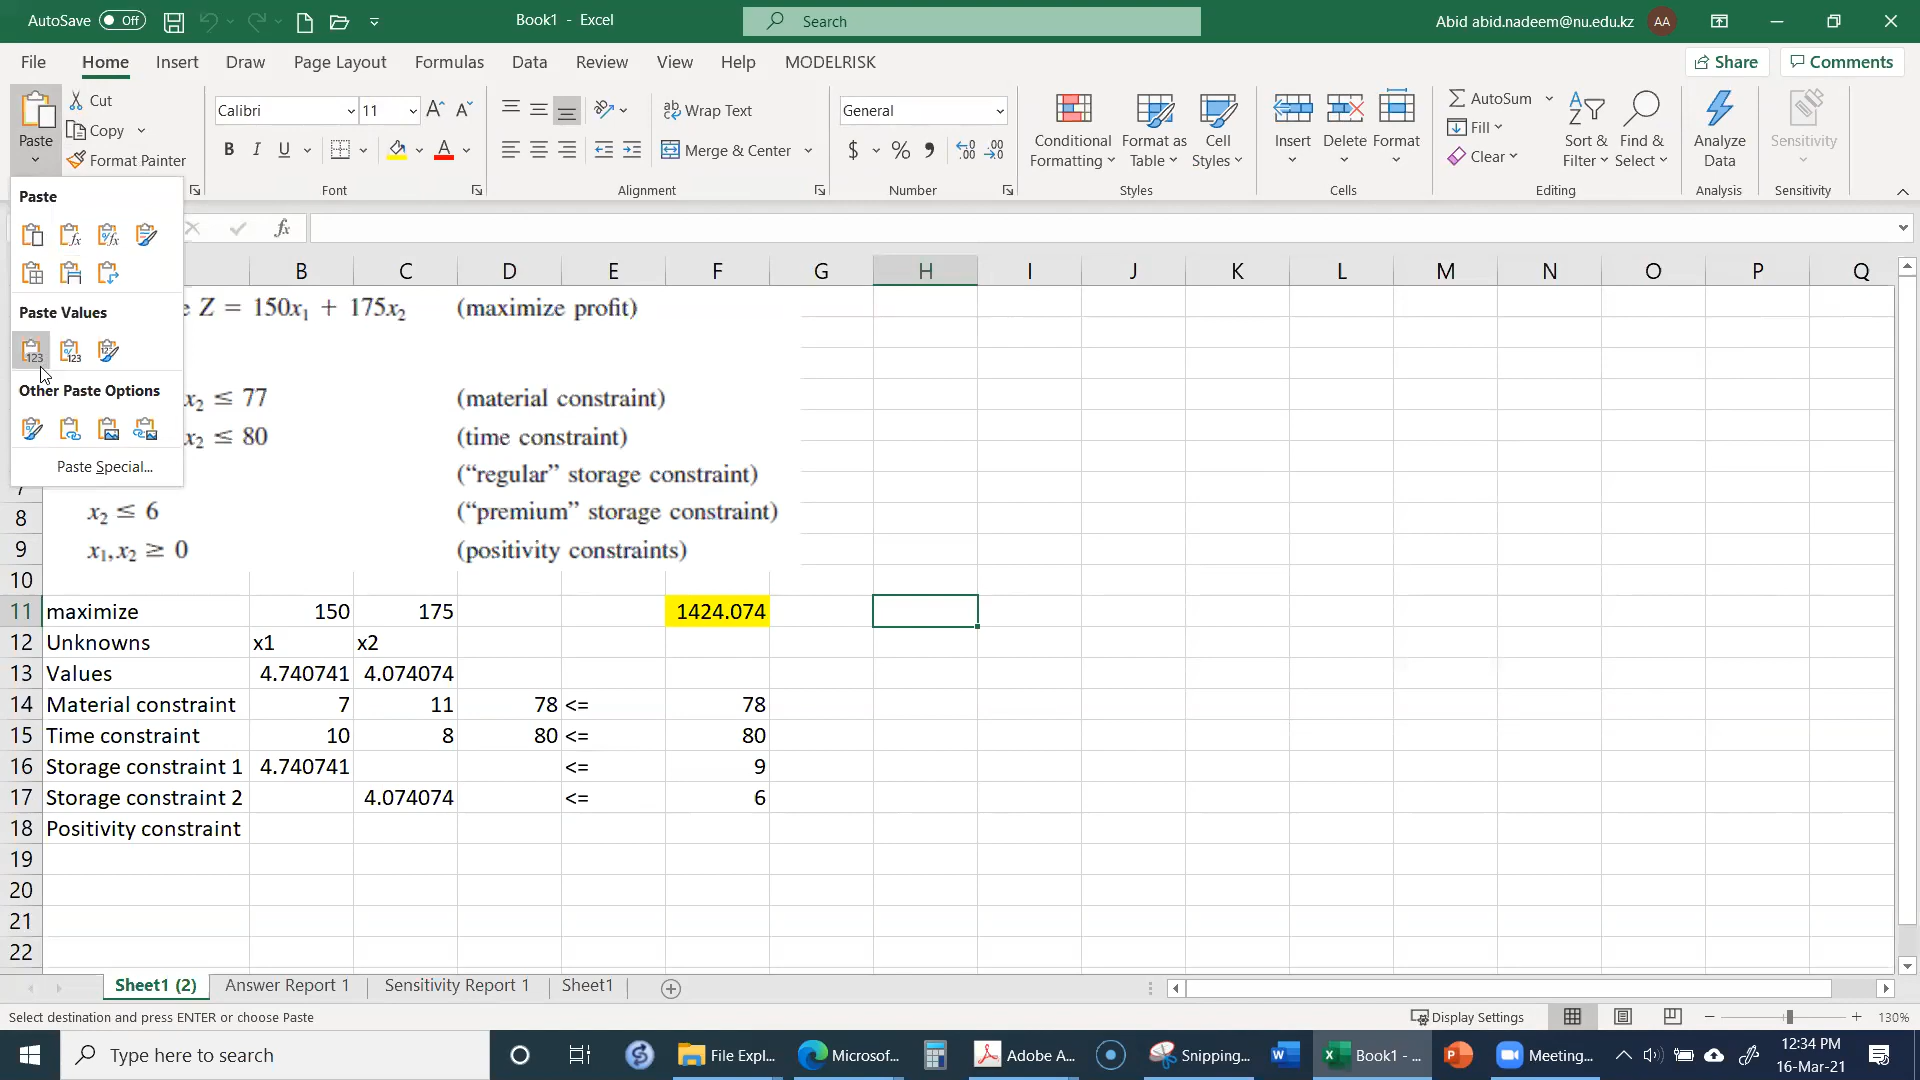 AutoSave Off
Book1 - Excel
Search
Abid abid.nadeem@nu.edu.kz AA
File Home Insert Draw Page Layout Formulas Data Review View Help MODELRISK
Share Comments
Paste
Cut
Copy
Format Painter
Calibri 11
B I U
Font
Wrap Text
Merge & Center
Alignment
General
$ %
Number
Conditional Formatting
Format as Table
Cell Styles
Styles
Insert
Delete
Format
Cells
AutoSum
Fill
Clear
Sort & Filter
Find & Select
Editing
Analyze Data
Analysis
Sensitivity
Sensitivity
Paste
Paste Values
Other Paste Options
Paste Special...
fx
B C D E F G H I J K L M N O P Q
e Z = 150x₁ + 175x₂ (maximize profit)
x₂ ≤ 77 (material constraint)
x₂ ≤ 80 (time constraint)
7 (“regular” storage constraint)
8 x₂ ≤ 6 (“premium” storage constraint)
9 x₁, x₂ ≥ 0 (positivity constraints)
10
11 maximize 150 175 1424.074
12 Unknowns x1 x2
13 Values 4.740741 4.074074
14 Material constraint 7 11 78 <= 78
15 Time constraint 10 8 80 <= 80
16 Storage constraint 1 4.740741 <= 9
17 Storage constraint 2 4.074074 <= 6
18 Positivity constraint
19
20
21
22
Sheet1 (2) Answer Report 1 Sensitivity Report 1 Sheet1
Select destination and press ENTER or choose Paste
Display Settings
130%
Type here to search
File Expl...
Microsof...
Adobe A...
Snipping...
Book1 - ...
Meeting...
12:34 PM
16-Mar-21